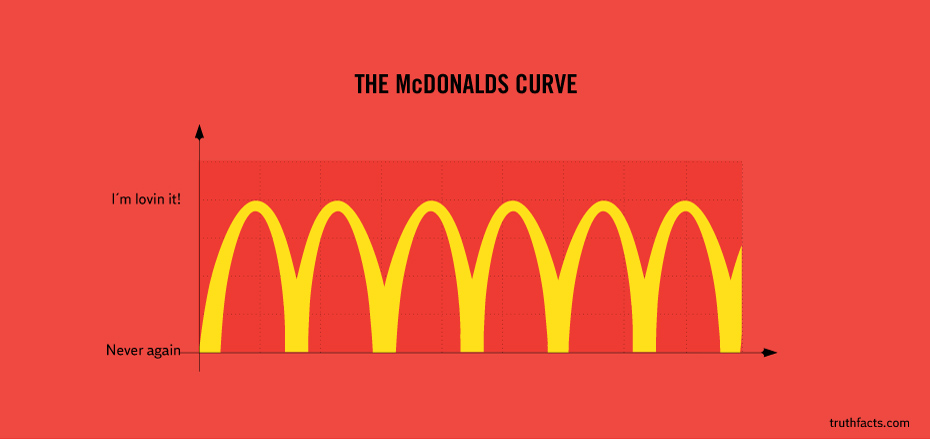 THE McDONALDS CURVE
I´m lovin it!
Never again
truthfacts.com